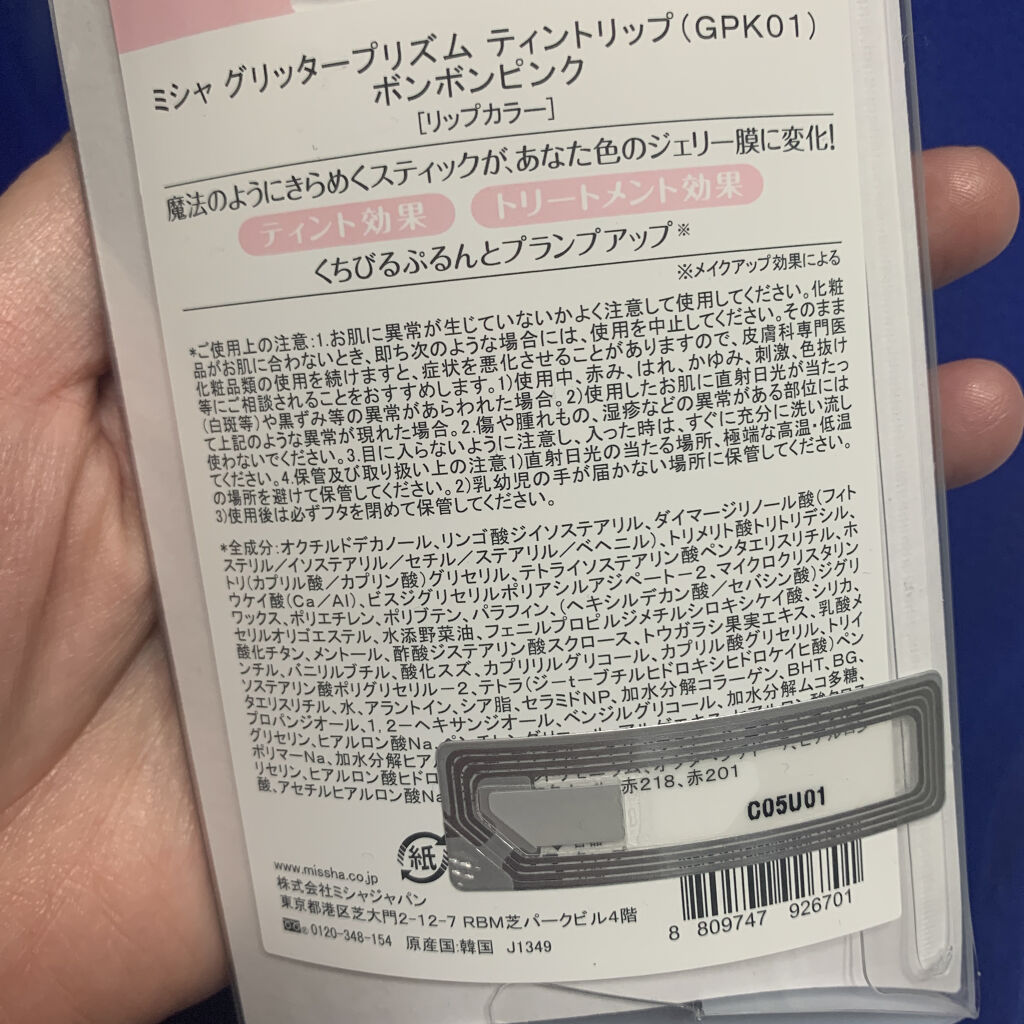 ミシャ グリッタープリズム ティントリップ(GPK01)
ボンボンピンク
[リップカラー]
魔法のようにきらめくスティックが、あなた色のジェリー膜に変化!
ティント効果 トリートメント効果
くちびるぷるんとプランプアップ※
※メイクアップ効果による
*ご使用上の注意:1.お肌に異常が生じていないかよく注意して使用してください。化粧
品がお肌に合わないとき、即ち次のような場合には、使用を中止してください。そのまま
化粧品類の使用を続けますと、症状を悪化させることがありますので、皮膚科専門医
等にご相談されることをおすすめします。1)使用中、赤み、はれ、かゆみ、刺激、色抜け
(白斑等)や黒ずみ等の異常があらわれた場合。2)使用したお肌に直射日光が当たっ
て上記のような異常が現れた場合。2.傷や腫れもの、湿疹などの異常がある部位には
使わないでください。3.目に入らないように注意し、入った時は、すぐに充分に洗い流し
てください。4.保管及び取り扱い上の注意1)直射日光の当たる場所、極端な高温・低温
の場所を避けて保管してください。2)乳幼児の手が届かない場所に保管してください。
3)使用後は必ずフタを閉めて保管してください。
*全成分:オクチルドデカノール、リンゴ酸ジイソステアリル、ダイマージリノール酸(フィト
ステリル/イソステアリル/セチル/ステアリル/ベヘニル)、トリメリト酸トリトリデシル、
トリ(カプリル酸/カプリン酸)グリセリル、テトライソステアリン酸ペンタエリスリチル、ホ
ウケイ酸(Ca/Al)、ビスジグリセリルポリアシルアジペート-2、マイクロクリスタリン
ワックス、ポリエチレン、ポリブテン、パラフィン、(ヘキシルデカン酸/セバシン酸)ジグリ
セリルオリゴエステル、水添野菜油、フェニルプロピルジメチルシロキシケイ酸、シリカ、
酸化チタン、メントール、酢酸ジステアリン酸スクロース、トウガラシ果実エキス、乳酸メ
ンチル、バニリルブチル、酸化スズ、カプリリルグリコール、カプリル酸グリセリル、トリイ
ソステアリン酸ポリグリセリル-2、テトラ(ジ-t-ブチルヒドロキシヒドロケイヒ酸)ペン
タエリスリチル、水、アラントイン、シア脂、セラミドNP、加水分解コラーゲン、BHT、BG、
プロパンジオール、1,2-ヘキサンジオール、ベンジルグリコール、加水分解ムコ多糖、
グリセリン、ヒアルロン酸Na、
ポリマーNa、加水分解ヒア
リセリン、ヒアルロン酸ヒドロ
酸、アセチルヒアルロン酸Na 赤218、赤201
C05U01
紙
www.missha.co.jp
株式会社ミシャジャパン
東京都港区芝大門2-12-7 RBM芝パークビル4階
0120-348-154 原産国:韓国 J1349
8 809747 926701